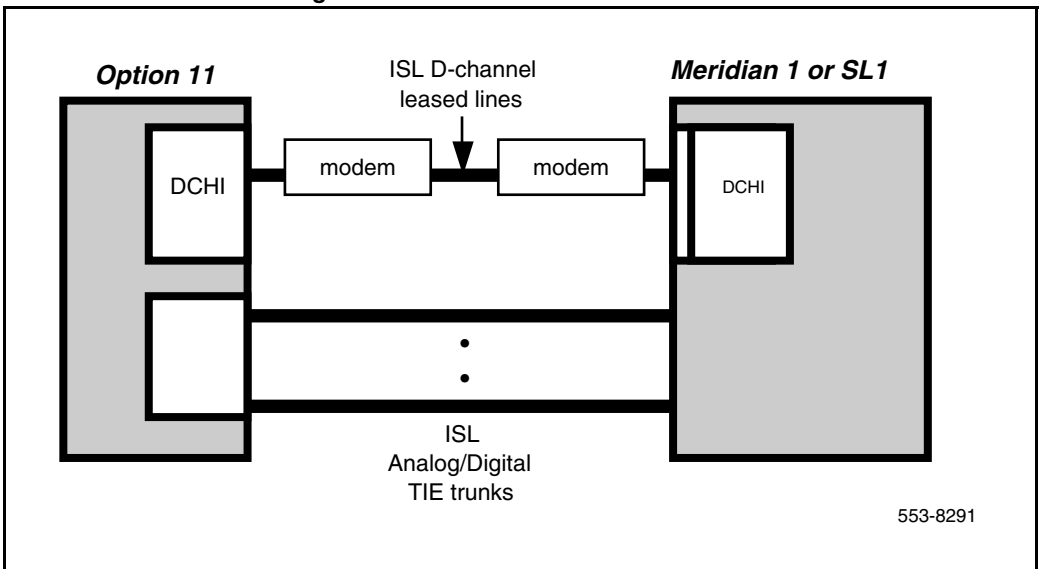 Option 11
ISL D-channel
leased lines
Meridian 1 or SL1
DCHI
modem
modem
DCHI
ISL
Analog/Digital
TIE trunks
553-8291